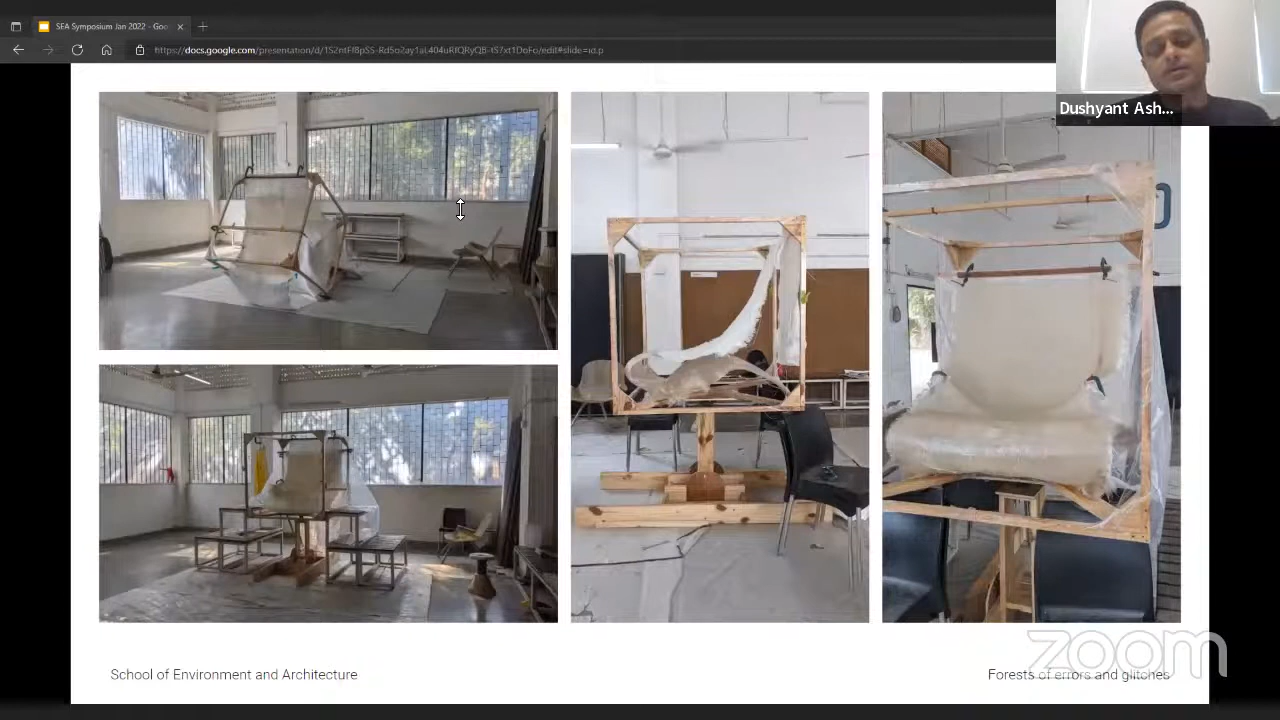 SEA Symposium Jan 2022 - Goo
Dushyant Ash...
School of Environment and Architecture
Forests of errors and glitches
zoom